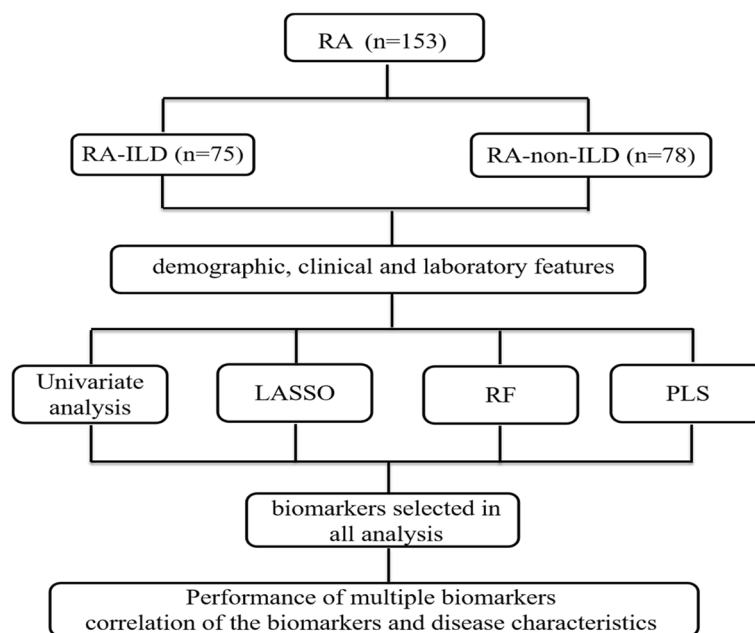 RA (n=153)
RA-ILD (n=75)
RA-non-ILD (n=78)
demographic, clinical and laboratory features
Univariate
analysis
LASSO
RF
PLS
biomarkers selected in
all analysis
Performance of multiple biomarkers
correlation of the biomarkers and disease characteristics